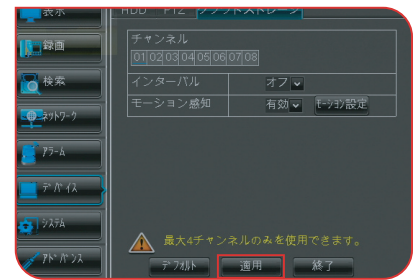 表示
HDD PTZ クラウドストレージ
録画
チャンネル
01 02 03 04 05 06 07 08
検索
インターバル オフ
モーション感知 有効 モーション設定
ネットワーク
アラーム
デバイス
システム
最大4チャンネルのみを使用できます。
アドバンス
デフォルト 適用 終了